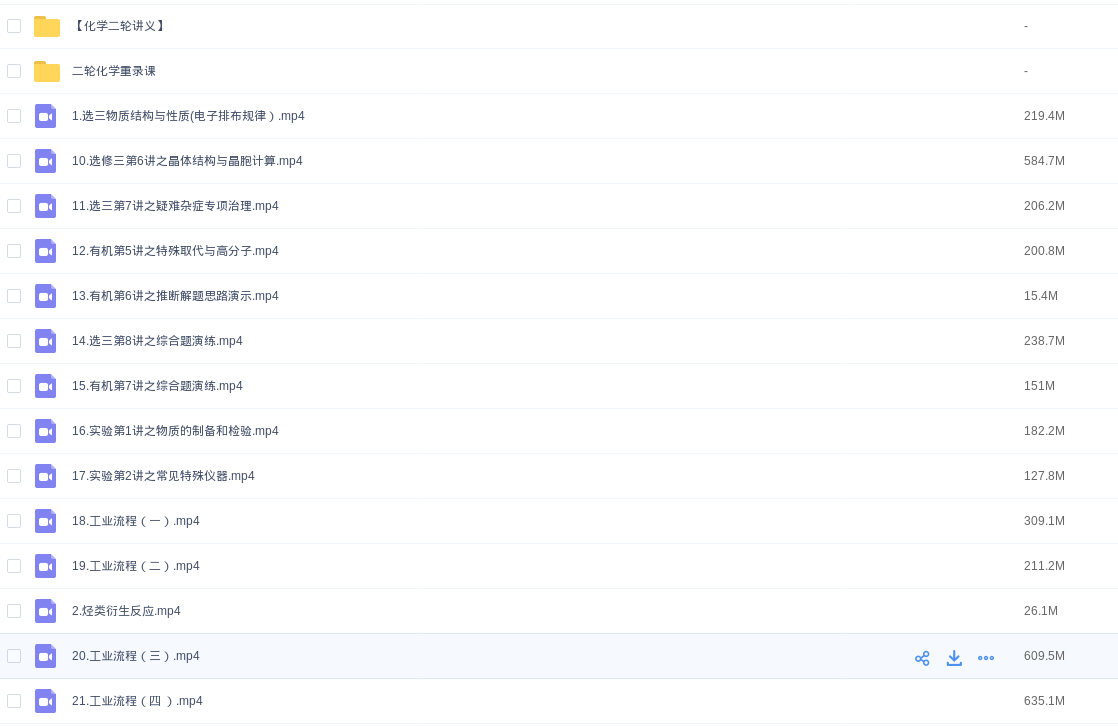 【化学二轮讲义】 -
二轮化学重录课 -
1.选三物质结构与性质(电子排布规律）.mp4 219.4M
10.选修三第6讲之晶体结构与晶胞计算.mp4 584.7M
11.选三第7讲之疑难杂症专项治理.mp4 206.2M
12.有机第5讲之特殊取代与高分子.mp4 200.8M
13.有机第6讲之推断解题思路演示.mp4 15.4M
14.选三第8讲之综合题演练.mp4 238.7M
15.有机第7讲之综合题演练.mp4 151M
16.实验第1讲之物质的制备和检验.mp4 182.2M
17.实验第2讲之常见特殊仪器.mp4 127.8M
18.工业流程（一）.mp4 309.1M
19.工业流程（二）.mp4 211.2M
2.烃类衍生反应.mp4 26.1M
20.工业流程（三）.mp4 609.5M
21.工业流程（四 ）.mp4 635.1M